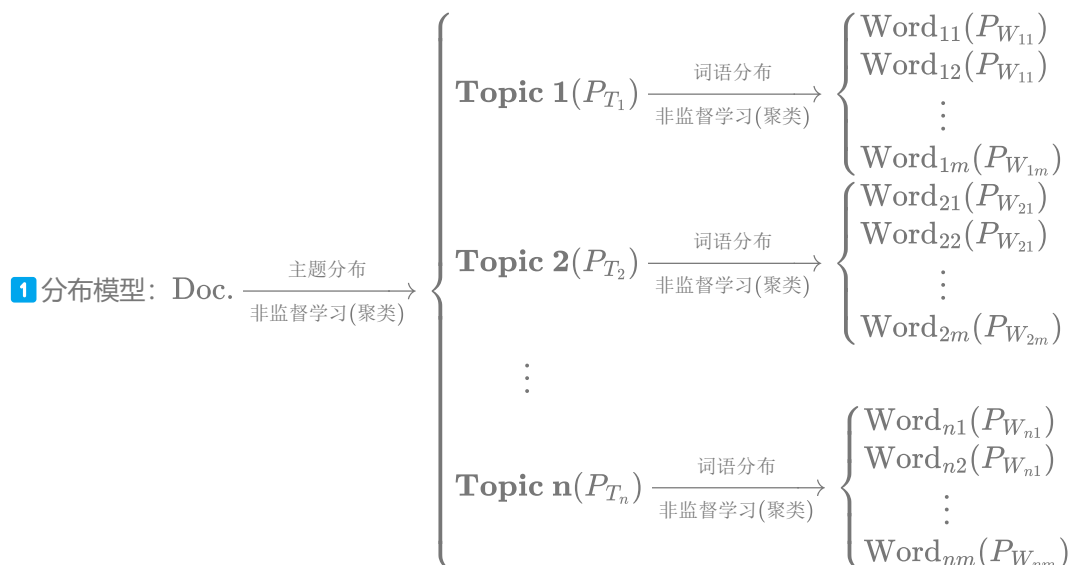 1 分布模型：Doc. 主题分布 非监督学习(聚类)
Topic 1(P_{T_1}) 词语分布 非监督学习(聚类)
Word_{11}(P_{W_{11}})
Word_{12}(P_{W_{11}})
⋮
Word_{1m}(P_{W_{1m}})
Topic 2(P_{T_2}) 词语分布 非监督学习(聚类)
Word_{21}(P_{W_{21}})
Word_{22}(P_{W_{21}})
⋮
Word_{2m}(P_{W_{2m}})
⋮
Topic n(P_{T_n}) 词语分布 非监督学习(聚类)
Word_{n1}(P_{W_{n1}})
Word_{n2}(P_{W_{n1}})
⋮
Word_{nm}(P_{W_{nm}})